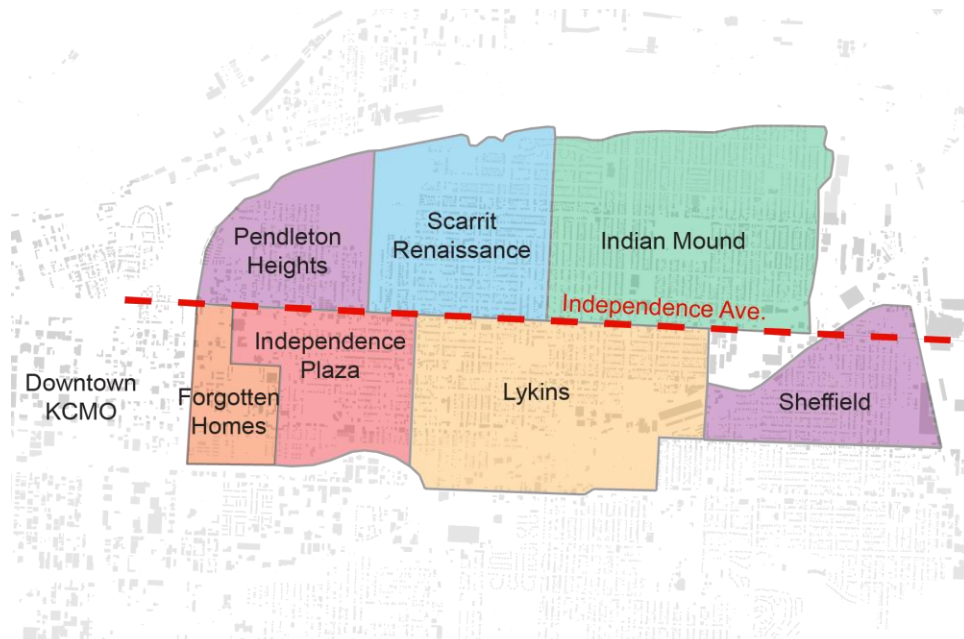 Pendleton
Heights
Scarrit
Renaissance
Indian Mound
Independence Ave.
Independence
Plaza
Downtown
KCMO
Forgotten
Homes
Lykins
Sheffield